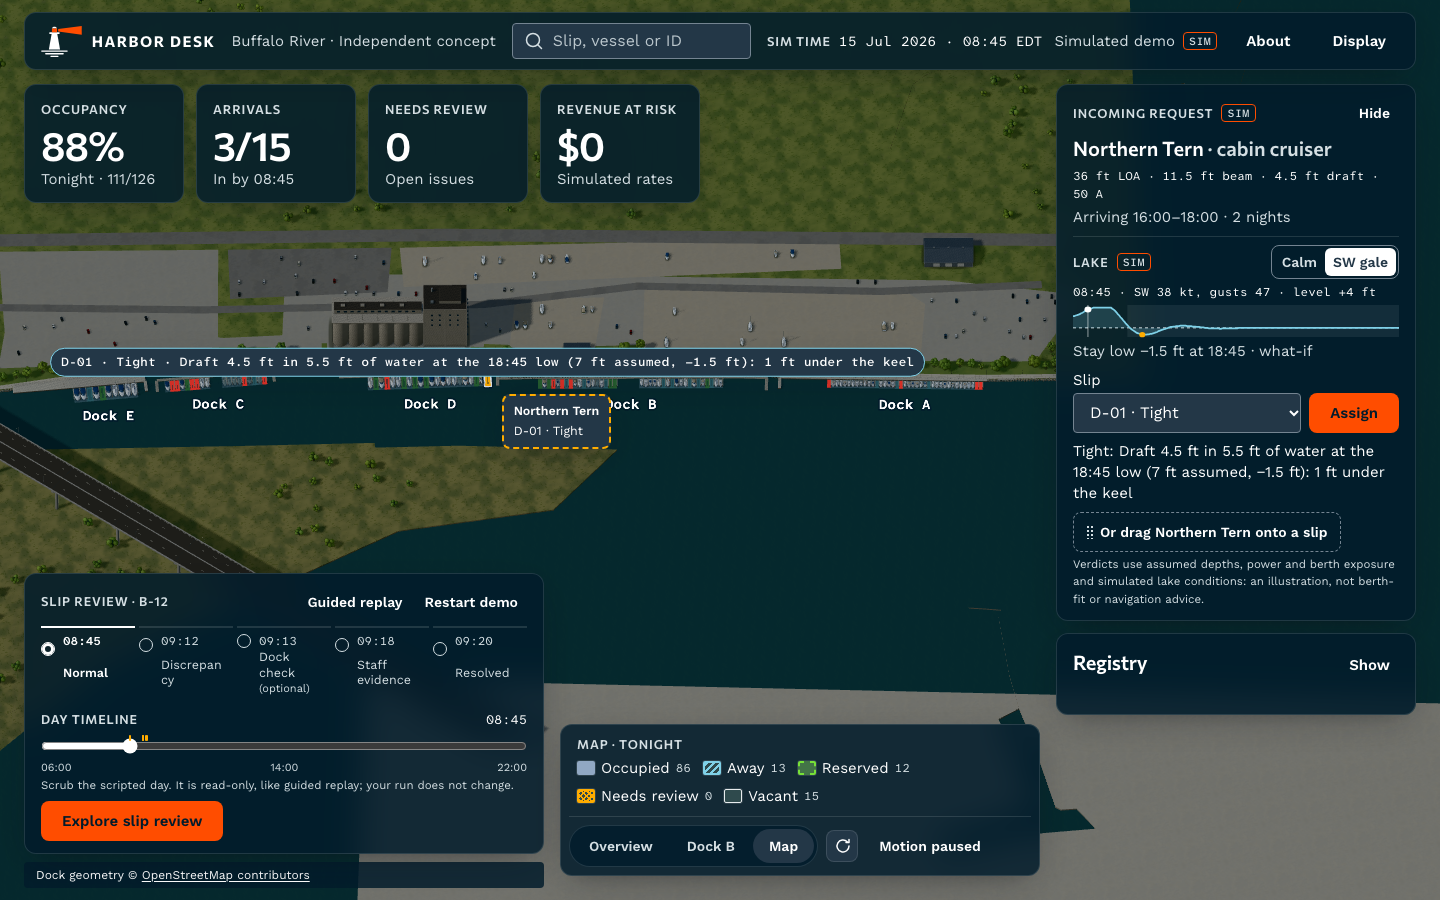 HARBOR DESK
Buffalo River · Independent concept
Slip, vessel or ID
SIM TIME 15 Jul 2026 · 08:45 EDT
Simulated demo SIM
About
Display
OCCUPANCY
88%
Tonight · 111/126
ARRIVALS
3/15
In by 08:45
NEEDS REVIEW
0
Open issues
REVENUE AT RISK
$0
Simulated rates
INCOMING REQUEST SIM
Hide
Northern Tern · cabin cruiser
36 ft LOA · 11.5 ft beam · 4.5 ft draft ·
50 A
Arriving 16:00–18:00 · 2 nights
LAKE SIM
Calm
SW gale
08:45 · SW 38 kt, gusts 47 · level +4 ft
Stay low −1.5 ft at 18:45 · what-if
Slip
D-01 · Tight
Assign
Tight: Draft 4.5 ft in 5.5 ft of water at the
18:45 low (7 ft assumed, −1.5 ft): 1 ft under
the keel
Or drag Northern Tern onto a slip
Verdicts use assumed depths, power and berth exposure
and simulated lake conditions: an illustration, not berth-
fit or navigation advice.
Registry
Show
D-01 · Tight · Draft 4.5 ft in 5.5 ft of water at the 18:45 low (7 ft assumed, −1.5 ft): 1 ft under the keel
Dock E
Dock C
Dock D
Dock B
Dock A
Northern Tern
D-01 · Tight
SLIP REVIEW · B-12
Guided replay
Restart demo
08:45
Normal
09:12
Discrepan
cy
09:13
Dock
check
(optional)
09:18
Staff
evidence
09:20
Resolved
DAY TIMELINE
08:45
06:00
14:00
22:00
Scrub the scripted day. It is read-only, like guided replay; your run does not change.
Explore slip review
Dock geometry © OpenStreetMap contributors
MAP · TONIGHT
Occupied 86
Away 13
Reserved 12
Needs review 0
Vacant 15
Overview
Dock B
Map
Motion paused